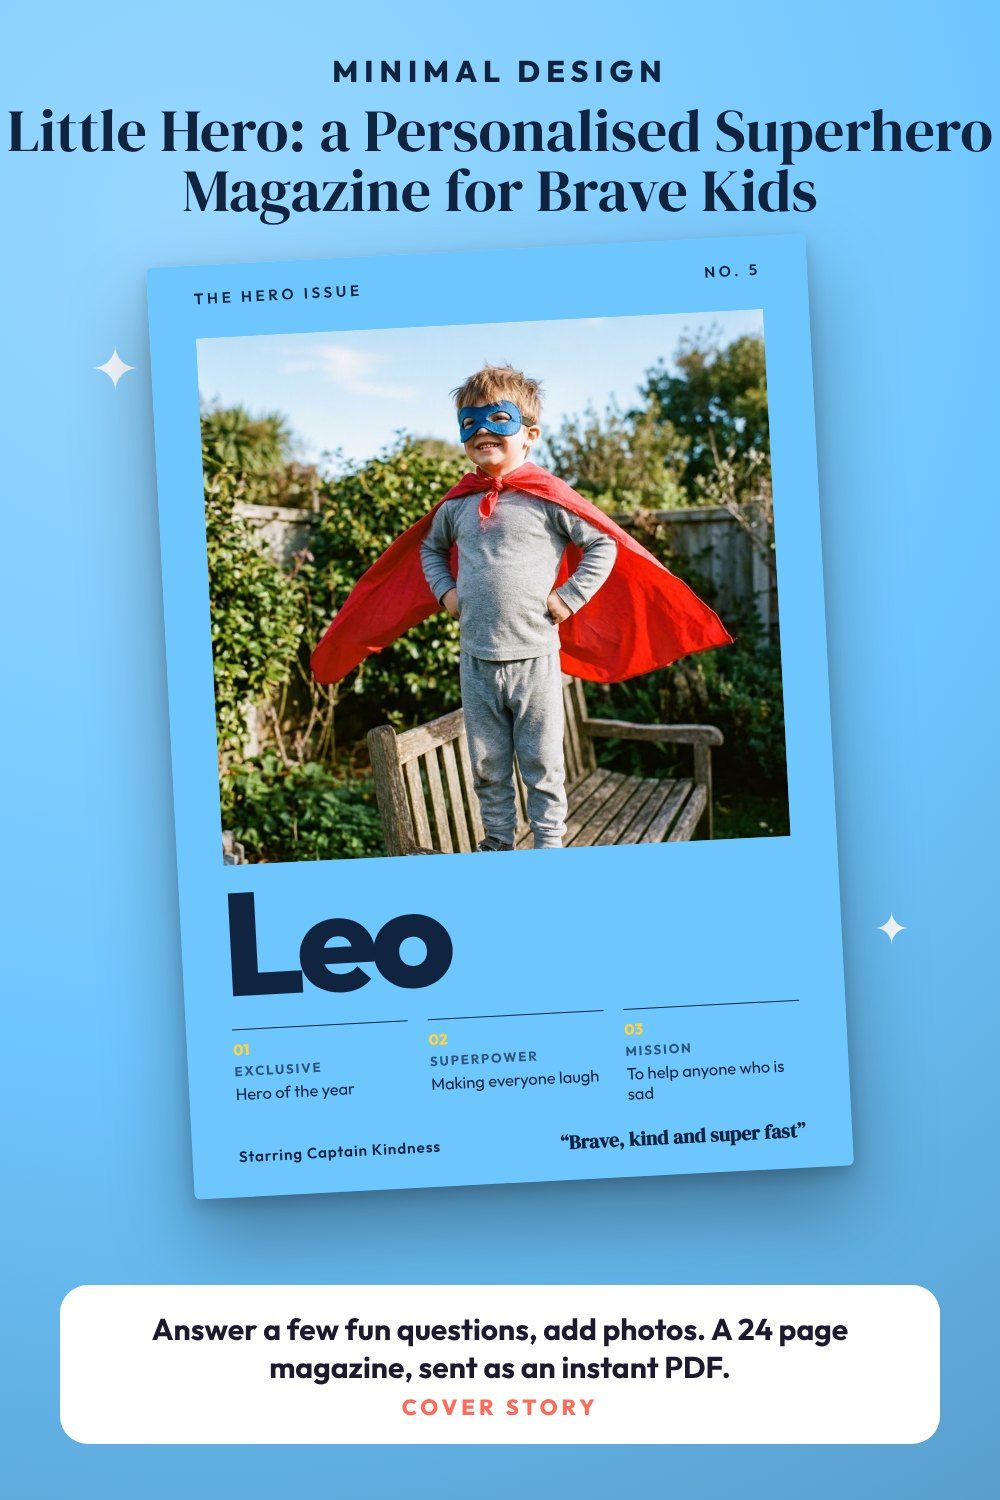 MINIMAL DESIGN
Little Hero: a Personalised Superhero
Magazine for Brave Kids
THE HERO ISSUE
NO. 5
Leo
01
EXCLUSIVE
Hero of the year
02
SUPERPOWER
Making everyone laugh
03
MISSION
To help anyone who is
sad
Starring Captain Kindness
“Brave, kind and super fast”
Answer a few fun questions, add photos. A 24 page
magazine, sent as an instant PDF.
COVER STORY